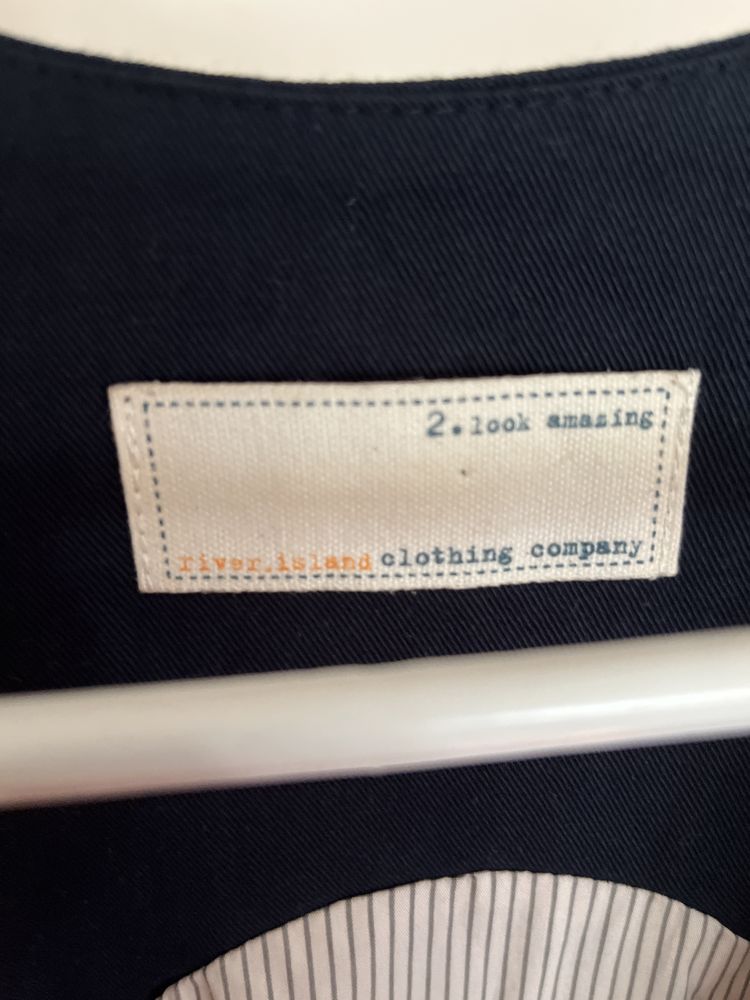 2.look amazing
river.island clothing company